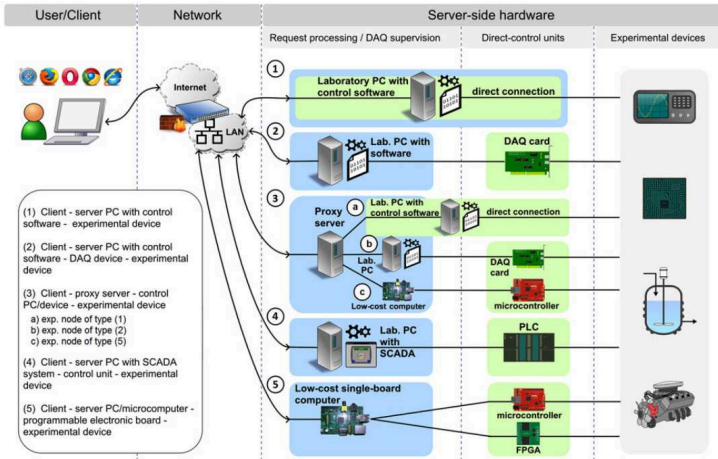 User/Client
Network
Server-side hardware
Request processing / DAQ supervision
Direct-control units
Experimental devices
Internet
LAN
1
Laboratory PC with
control software
01101
01010
10101
direct connection
2
Lab. PC with
software
DAQ card
3
a
Lab. PC with
control software
direct connection
Proxy
server
b
Lab.
PC
DAQ
card
c
Low-cost computer
microcontroller
4
Lab. PC
with
SCADA
PLC
5
Low-cost single-board
computer
microcontroller
FPGA
(1) Client - server PC with control
software - experimental device
(2) Client - server PC with control
software - DAQ device - experimental
device
(3) Client - proxy server - control
PC/device - experimental device
a) exp. node of type (1)
b) exp. node of type (2)
c) exp. node of type (5)
(4) Client - server PC with SCADA
system - control unit - experimental
device
(5) Client - server PC/microcomputer -
programmable electronic board -
experimental device